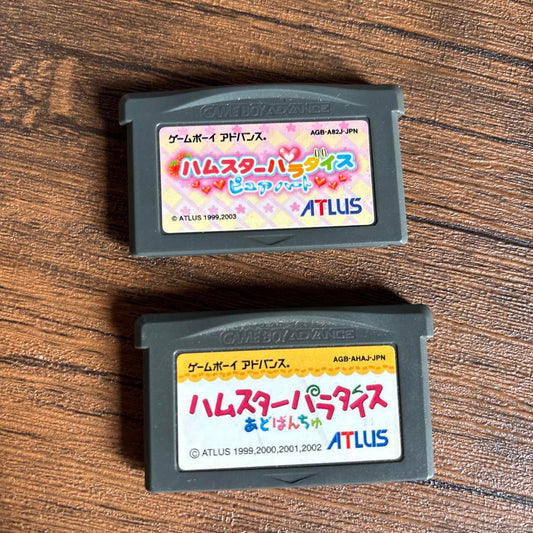 GAME BOY ADVANCE
ゲームボーイ アドバンス。 AGB-A82J-JPN
ハムスターパラダイス
ピュアハート
© ATLUS 1999,2003 ATLUS
GAME BOY ADVANCE
ゲームボーイ アドバンス。 AGB-AHAJ-JPN
ハムスターパラダイス
あどばんちゅ
© ATLUS 1999,2000,2001,2002 ATLUS